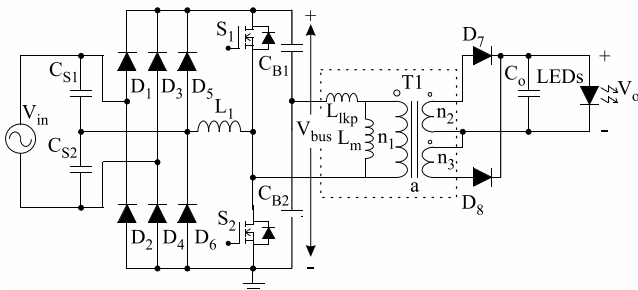 S1
+
D7
CB1
T1
+
CS1
D1
D3
D5
Co
LEDs
Vo
L1
Llkp
n2
Vin
Vbus
Lm
n1
-
CS2
n3
CB2
a
S2
D8
D2
D4
D6
-